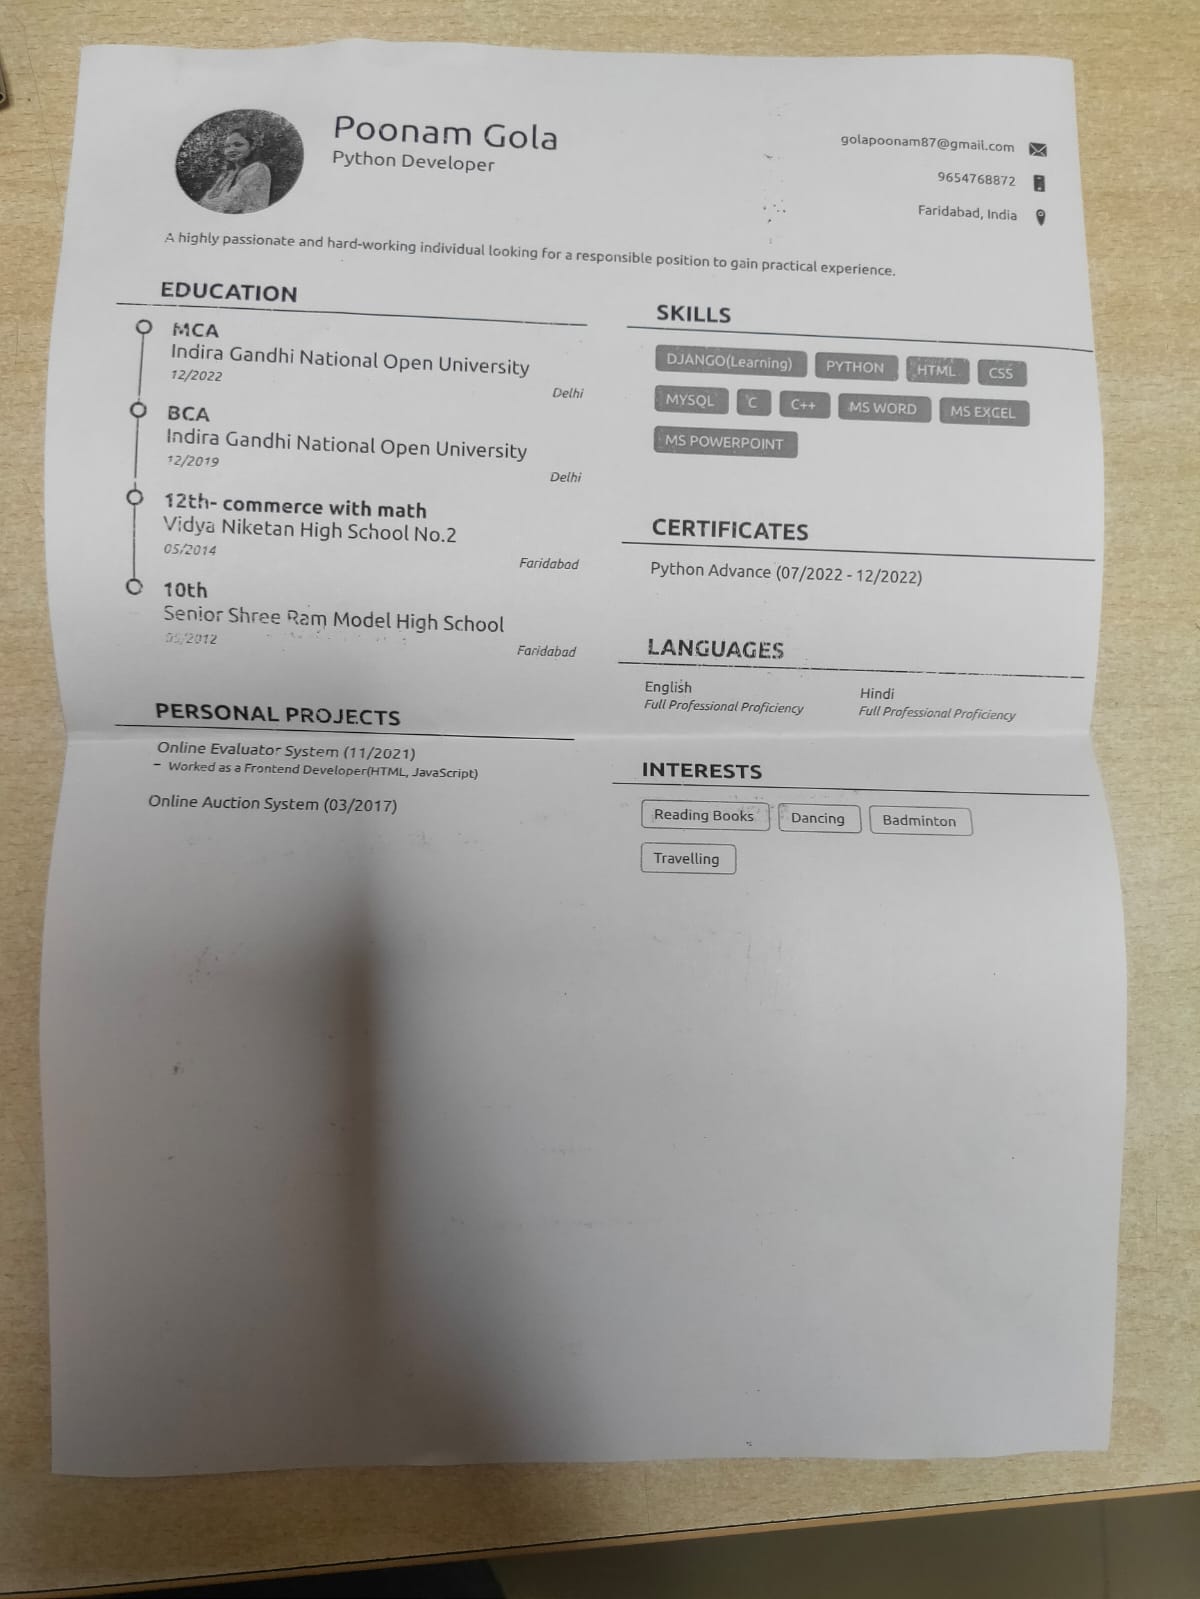 Poonam Gola
Python Developer
golapoonam87@gmail.com
9654768872
Faridabad, India
A highly passionate and hard-working individual looking for a responsible position to gain practical experience.
EDUCATION
MCA
Indira Gandhi National Open University
12/2022
Delhi
BCA
Indira Gandhi National Open University
12/2019
Delhi
12th- commerce with math
Vidya Niketan High School No.2
05/2014
Faridabad
10th
Senior Shree Ram Model High School
05/2012
Faridabad
PERSONAL PROJECTS
Online Evaluator System (11/2021)
– Worked as a Frontend Developer(HTML, JavaScript)
Online Auction System (03/2017)
SKILLS
DJANGO(Learning) PYTHON HTML CSS
MYSQL C C++ MS WORD MS EXCEL
MS POWERPOINT
CERTIFICATES
Python Advance (07/2022 - 12/2022)
LANGUAGES
English
Full Professional Proficiency
Hindi
Full Professional Proficiency
INTERESTS
Reading Books Dancing Badminton
Travelling